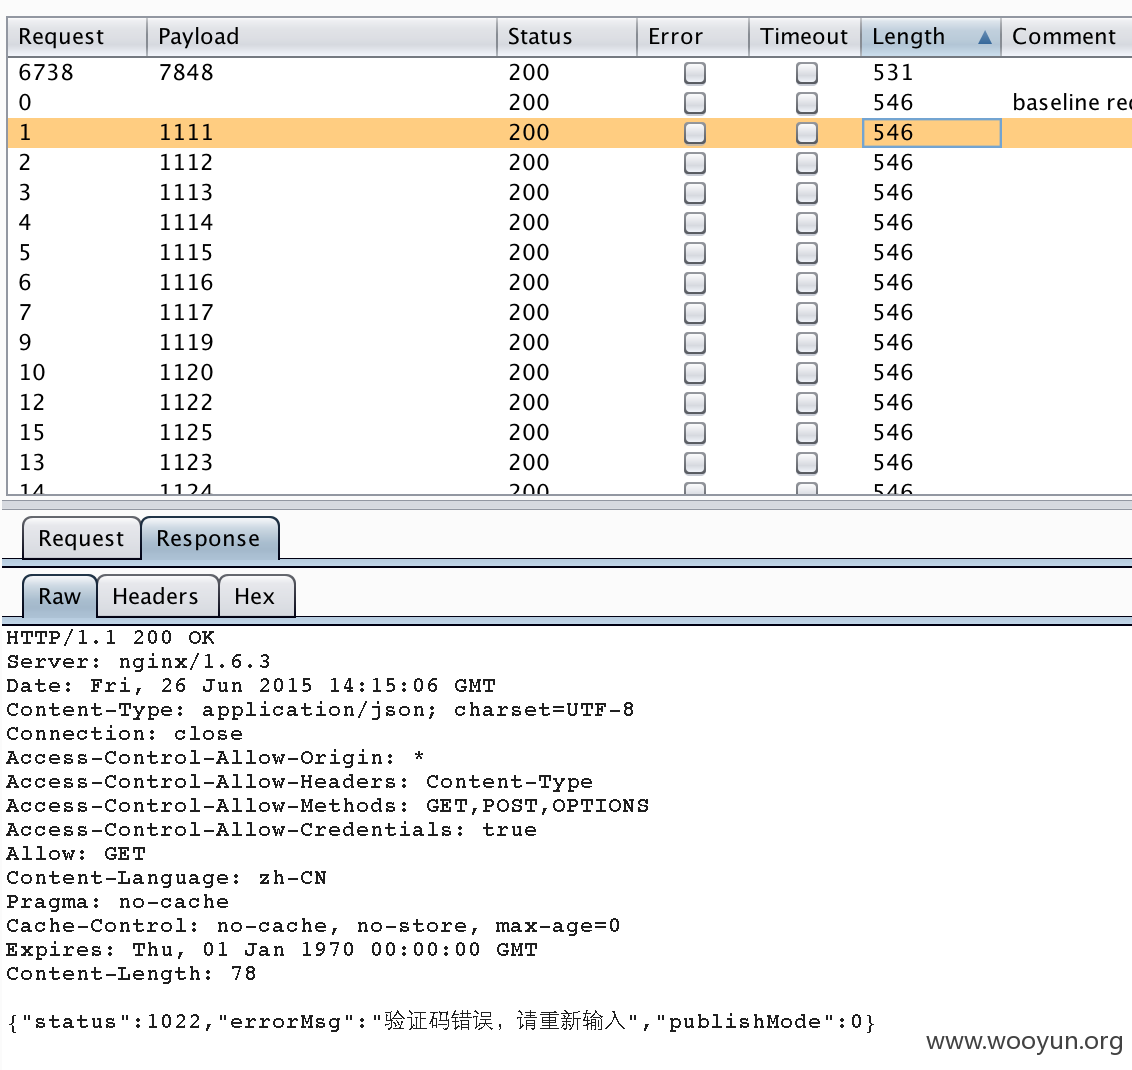 Request Payload Status Error Timeout Length Comment
6738 7848 200 531
0 200 546 baseline rec
1 1111 200 546
2 1112 200 546
3 1113 200 546
4 1114 200 546
5 1115 200 546
6 1116 200 546
7 1117 200 546
9 1119 200 546
10 1120 200 546
12 1122 200 546
15 1125 200 546
13 1123 200 546
14 1124 200 546
Request Response
Raw Headers Hex
HTTP/1.1 200 OK
Server: nginx/1.6.3
Date: Fri, 26 Jun 2015 14:15:06 GMT
Content-Type: application/json; charset=UTF-8
Connection: close
Access-Control-Allow-Origin: *
Access-Control-Allow-Headers: Content-Type
Access-Control-Allow-Methods: GET,POST,OPTIONS
Access-Control-Allow-Credentials: true
Allow: GET
Content-Language: zh-CN
Pragma: no-cache
Cache-Control: no-cache, no-store, max-age=0
Expires: Thu, 01 Jan 1970 00:00:00 GMT
Content-Length: 78
{"status":1022,"errorMsg":"验证码错误，请重新输入","publishMode":0}
www.wooyun.org